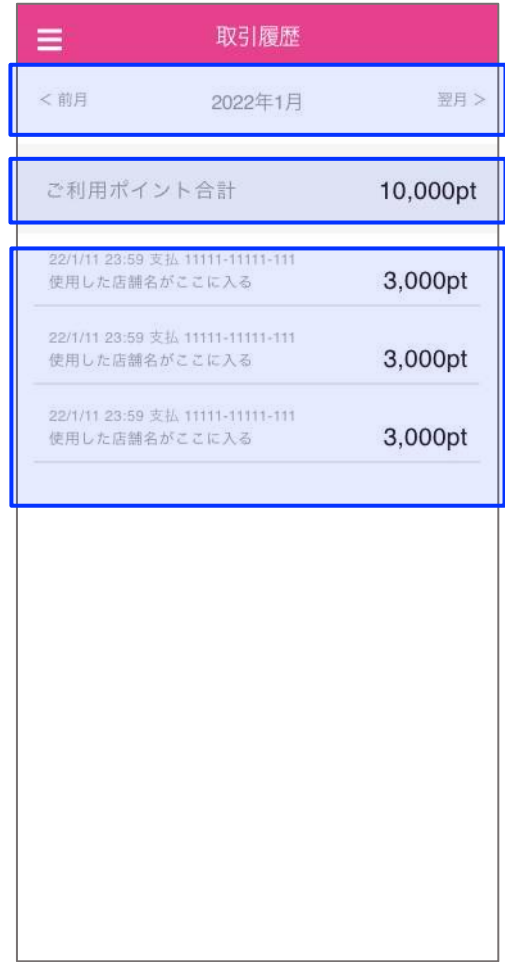 取引履歴
< 前月 2022年1月 翌月 >
ご利用ポイント合計 10,000pt
22/1/11 23:59 支払 11111-11111-111
使用した店舗名がここに入る 3,000pt
22/1/11 23:59 支払 11111-11111-111
使用した店舗名がここに入る 3,000pt
22/1/11 23:59 支払 11111-11111-111
使用した店舗名がここに入る 3,000pt